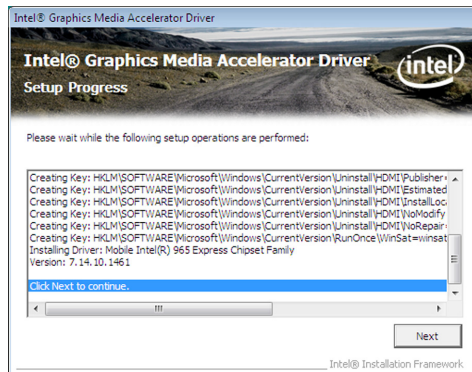 Intel® Graphics Media Accelerator Driver
Intel® Graphics Media Accelerator Driver
intel
Setup Progress
Please wait while the following setup operations are performed:
Creating Key: HKLM\SOFTWARE\Microsoft\Windows\CurrentVersion\Uninstall\HDMI\Publisher=
Creating Key: HKLM\SOFTWARE\Microsoft\Windows\CurrentVersion\Uninstall\HDMI\Estimated
Creating Key: HKLM\SOFTWARE\Microsoft\Windows\CurrentVersion\Uninstall\HDMI\InstallLoca
Creating Key: HKLM\SOFTWARE\Microsoft\Windows\CurrentVersion\Uninstall\HDMI\NoModify
Creating Key: HKLM\SOFTWARE\Microsoft\Windows\CurrentVersion\Uninstall\HDMI\NoRepair=
Creating Key: HKLM\SOFTWARE\Microsoft\Windows\CurrentVersion\RunOnce\WinSat=winsat
Installing Driver: Mobile Intel(R) 965 Express Chipset Family
Version: 7.14.10.1461
Click Next to continue.
Next
Intel® Installation Framework